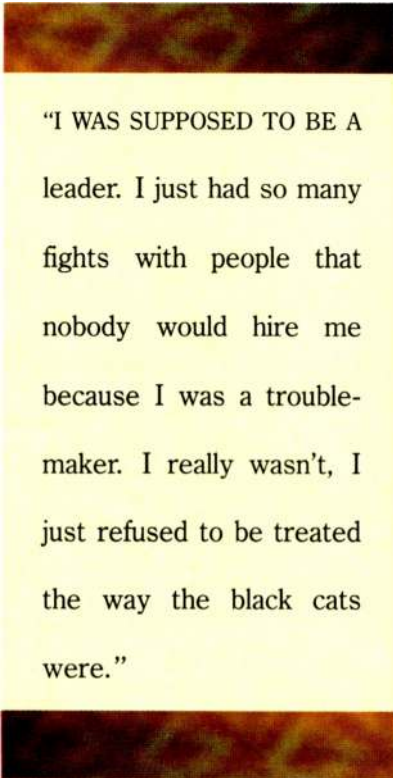 “I WAS SUPPOSED TO BE A
leader. I just had so many
fights with people that
nobody would hire me
because I was a trouble-
maker. I really wasn't, I
just refused to be treated
the way the black cats
were.”